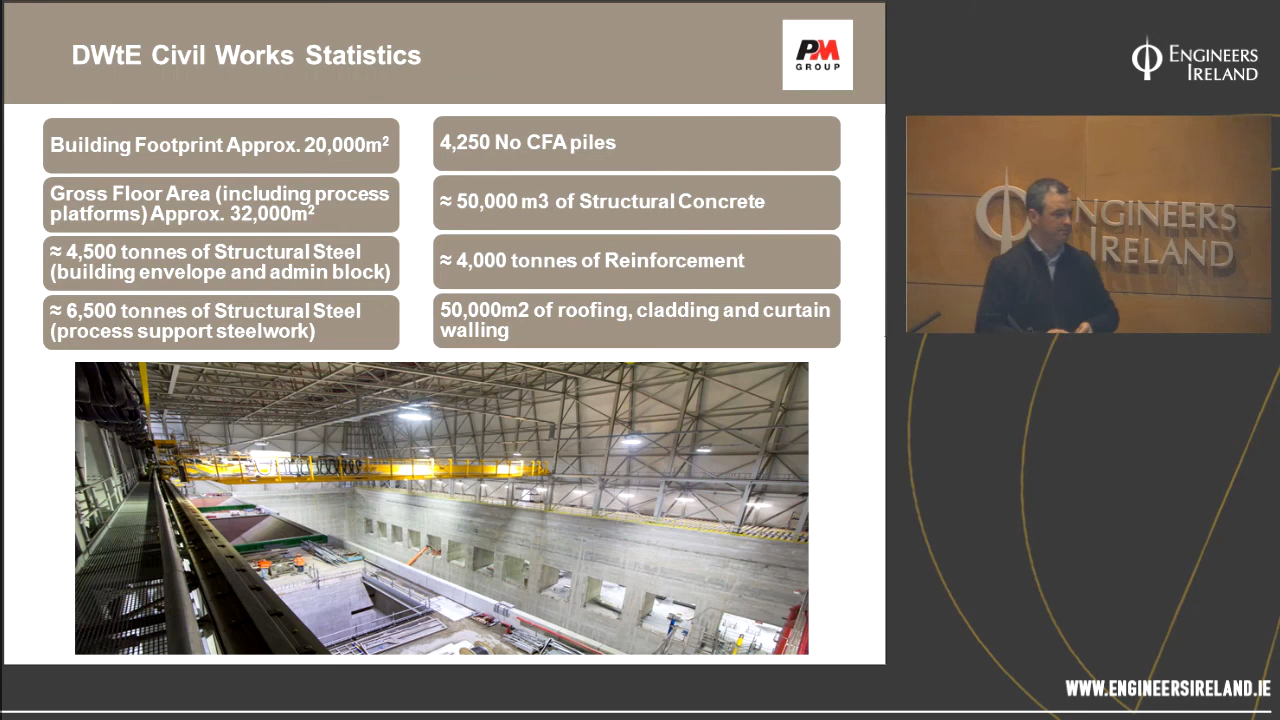 DWtE Civil Works Statistics
PM
GROUP
Building Footprint Approx. 20,000m²
Gross Floor Area (including process
platforms) Approx. 32,000m²
≈ 4,500 tonnes of Structural Steel
(building envelope and admin block)
≈ 6,500 tonnes of Structural Steel
(process support steelwork)
4,250 No CFA piles
≈ 50,000 m3 of Structural Concrete
≈ 4,000 tonnes of Reinforcement
50,000m2 of roofing, cladding and curtain
walling
ENGINEERS
IRELAND
ENGINEERS
IRELAND
WWW.ENGINEERSIRELAND.IE